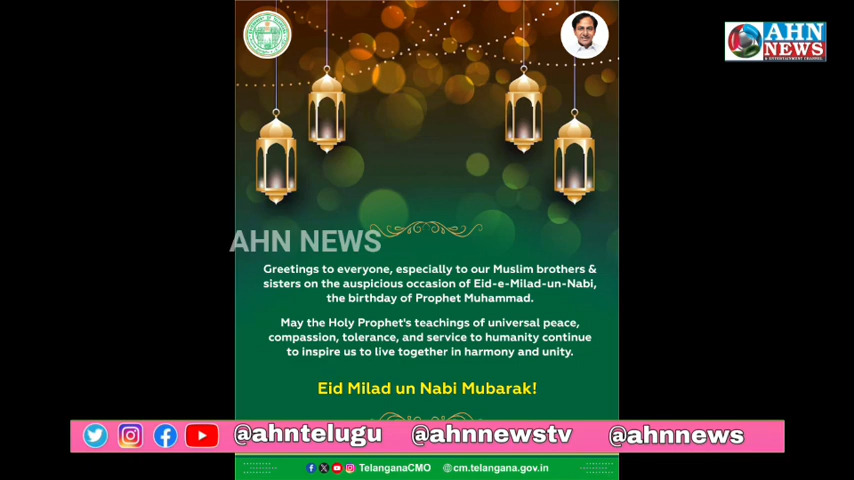 AHN
NEWS
& ENTERTAINMENT CHANNEL
AHN NEWS
Greetings to everyone, especially to our Muslim brothers &
sisters on the auspicious occasion of Eid-e-Milad-un-Nabi,
the birthday of Prophet Muhammad.
May the Holy Prophet's teachings of universal peace,
compassion, tolerance, and service to humanity continue
to inspire us to live together in harmony and unity.
Eid Milad un Nabi Mubarak!
@ahntelugu @ahnnewstv @ahnnews
TelanganaCMO cm.telangana.gov.in